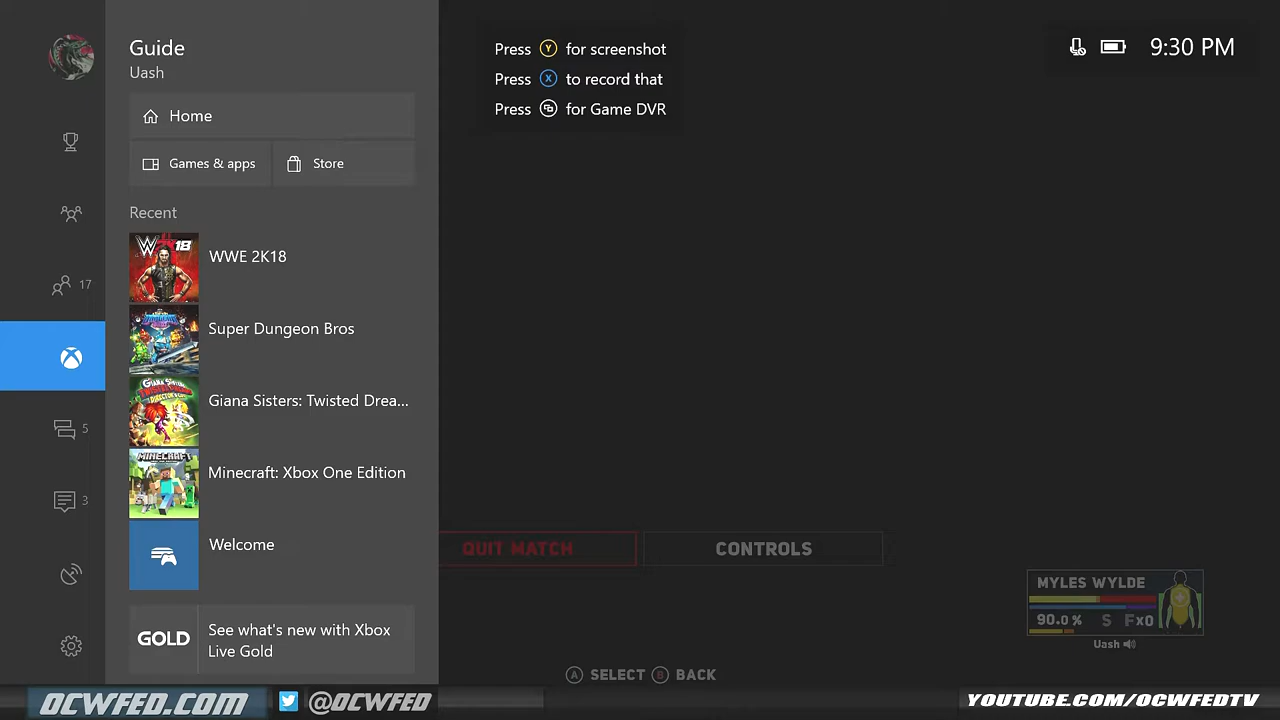 Guide
Uash
Home
Games & apps
Store
Recent
WWE 2K18
Super Dungeon Bros
Giana Sisters: Twisted Drea...
Minecraft: Xbox One Edition
Welcome
GOLD
See what's new with Xbox
Live Gold
17
5
3
Press Y for screenshot
Press X to record that
Press for Game DVR
9:30 PM
QUIT MATCH
CONTROLS
MYLES WYLDE
90.0 % S Fx0
Uash
A SELECT B BACK
OCWFED.COM
@OCWFED
YOUTUBE.COM/OCWFEDTV